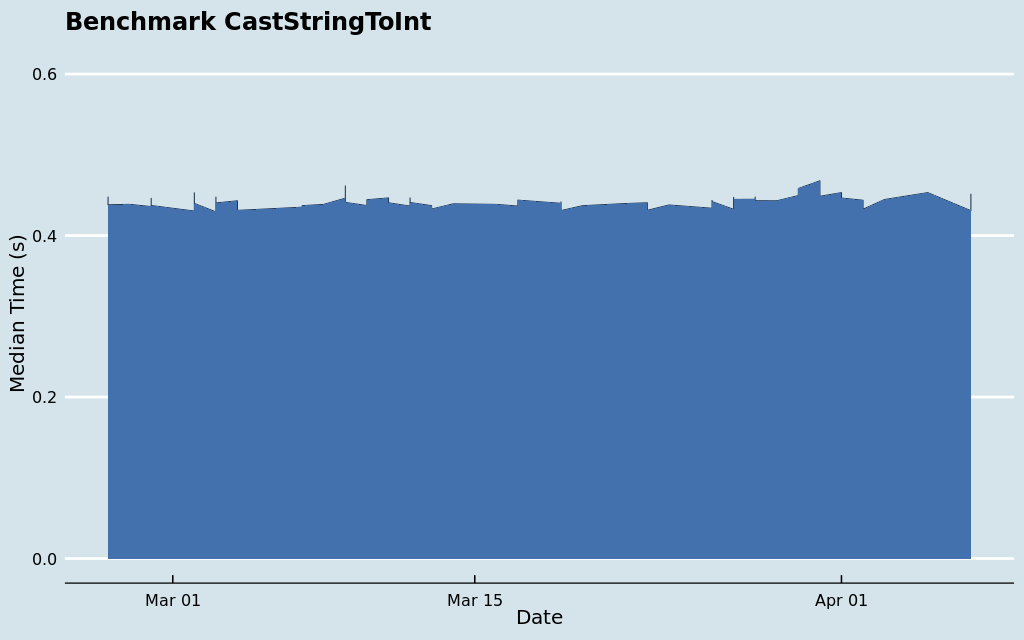 Benchmark CastStringToInt
0.6
0.4
0.2
0.0
Median Time (s)
Mar 01
Mar 15
Apr 01
Date